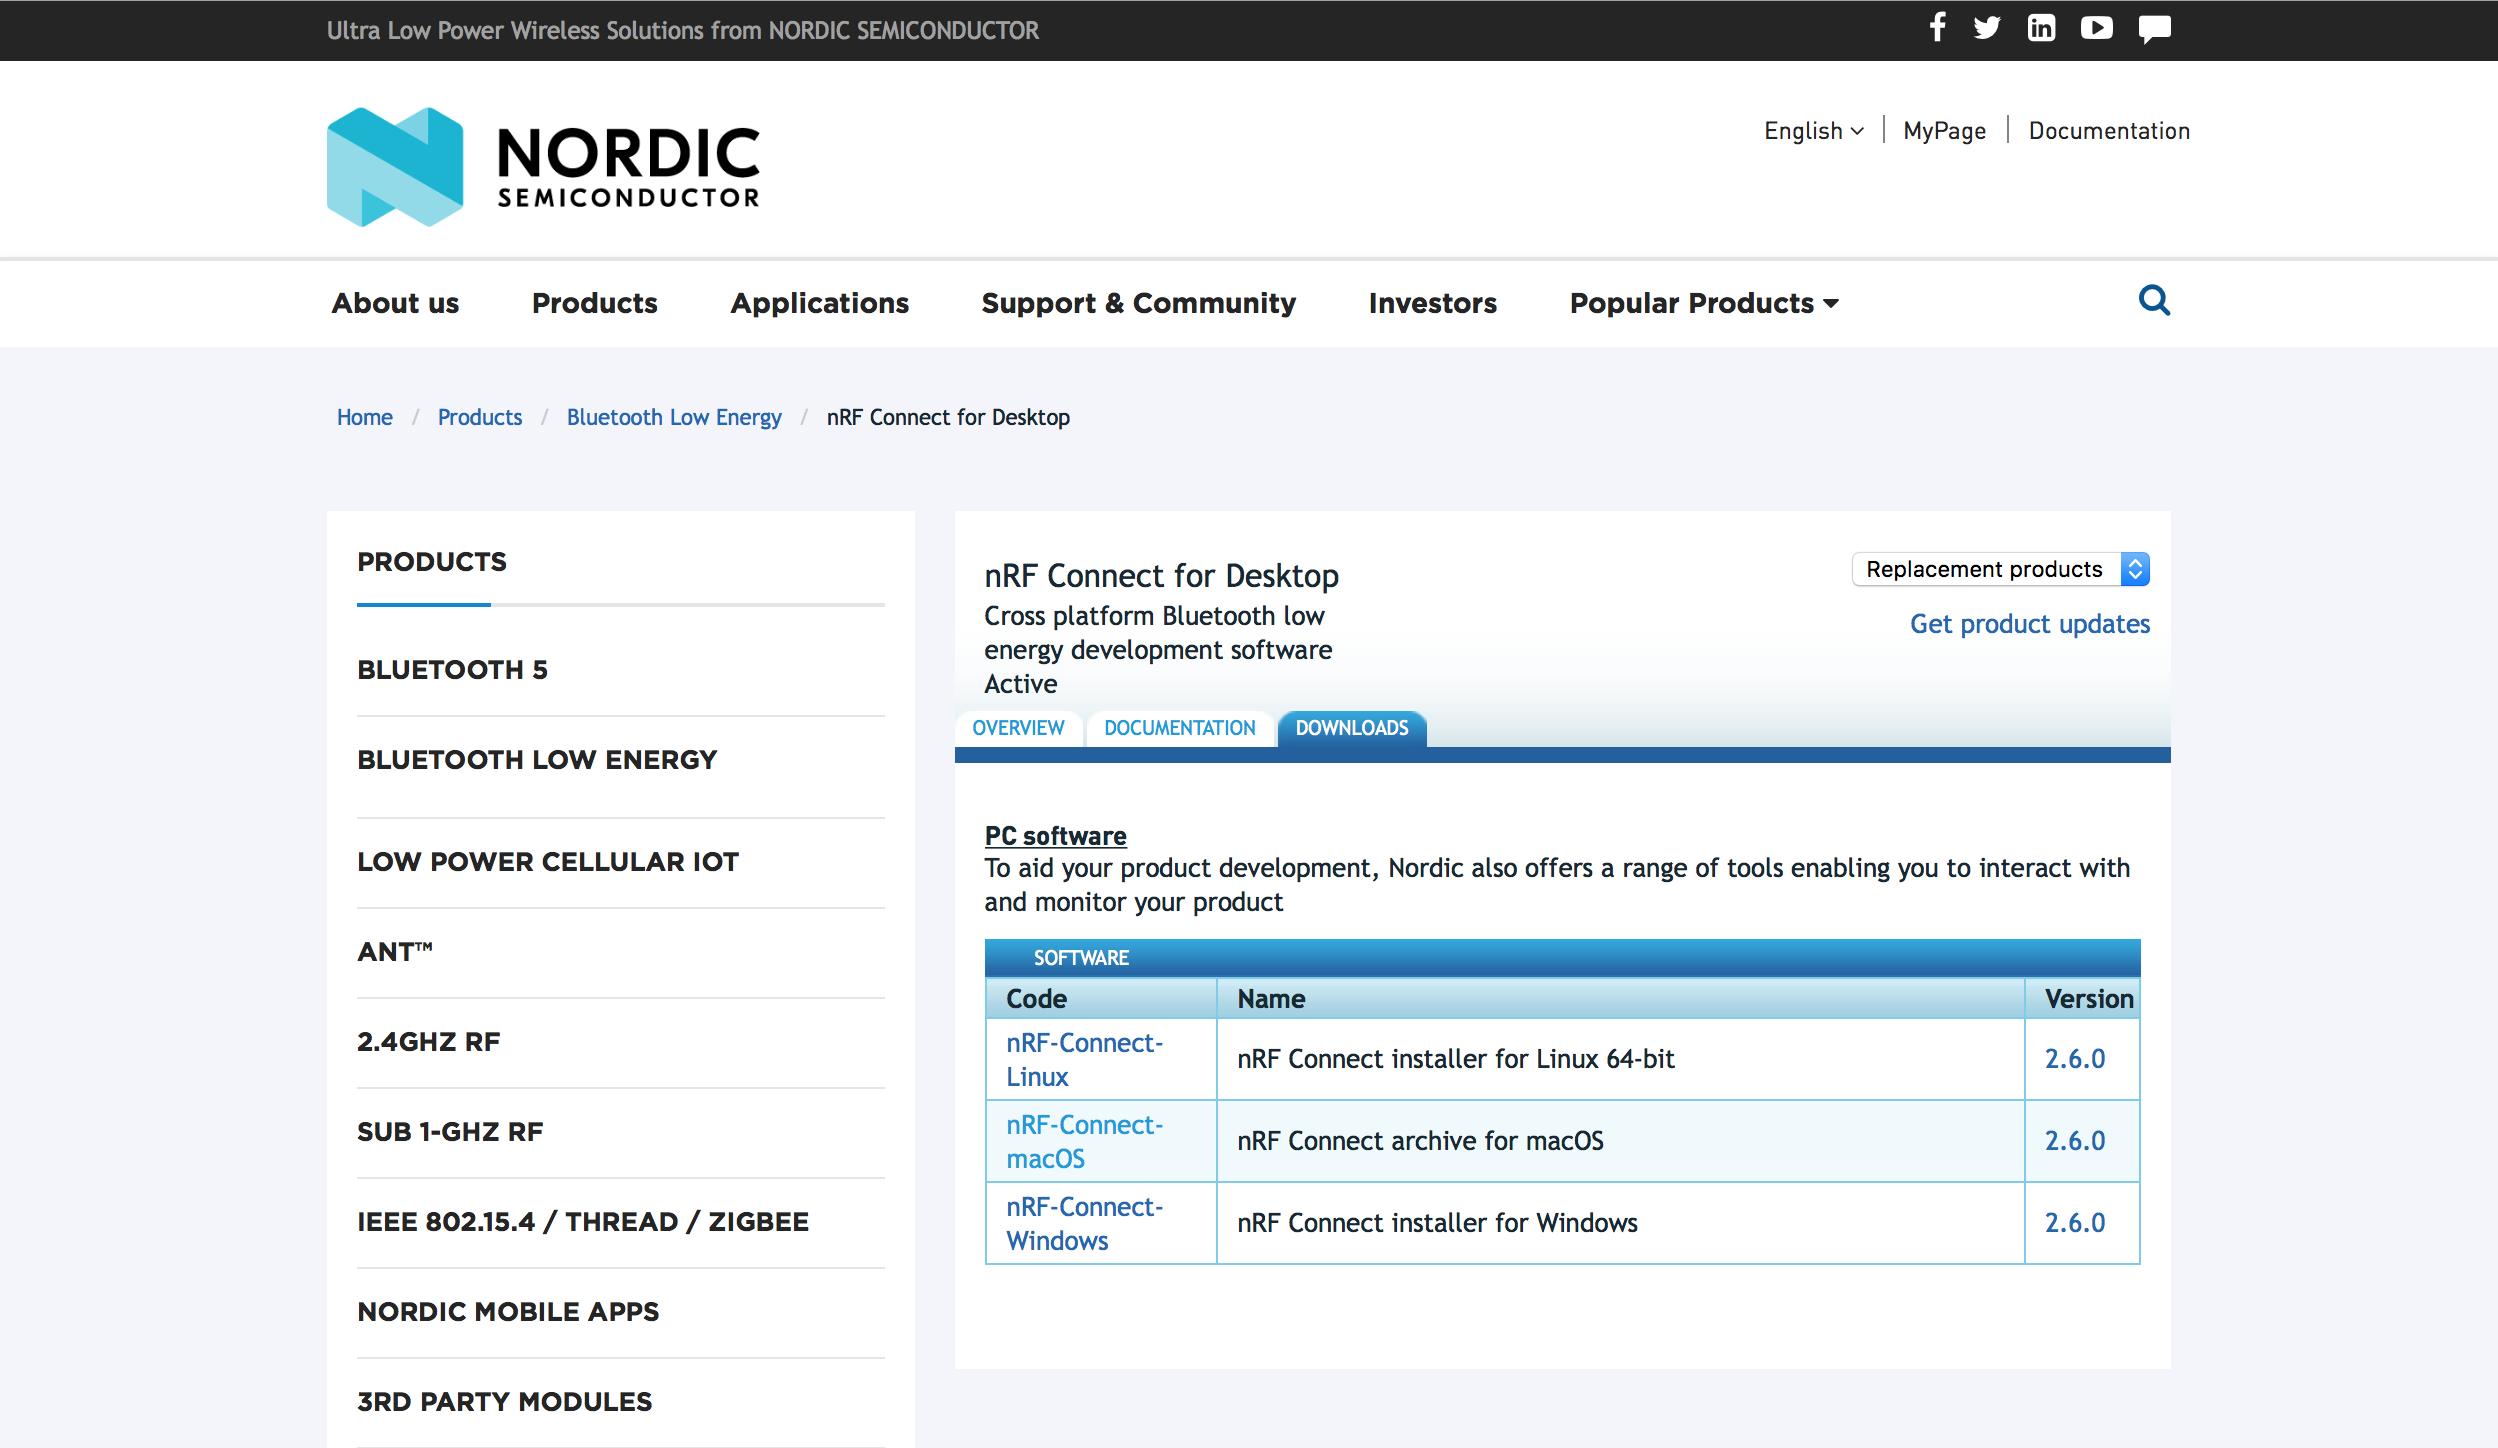 Ultra Low Power Wireless Solutions from NORDIC SEMICONDUCTOR
NORDIC
SEMICONDUCTOR
English
MyPage
Documentation
About us
Products
Applications
Support & Community
Investors
Popular Products
Home / Products / Bluetooth Low Energy / nRF Connect for Desktop
PRODUCTS
BLUETOOTH 5
BLUETOOTH LOW ENERGY
LOW POWER CELLULAR IOT
ANT™
2.4GHZ RF
SUB 1-GHZ RF
IEEE 802.15.4 / THREAD / ZIGBEE
NORDIC MOBILE APPS
3RD PARTY MODULES
nRF Connect for Desktop
Cross platform Bluetooth low
energy development software
Active
Replacement products
Get product updates
OVERVIEW
DOCUMENTATION
DOWNLOADS
PC software
To aid your product development, Nordic also offers a range of tools enabling you to interact with
and monitor your product
SOFTWARE
Code
Name
Version
nRF-Connect-
Linux
nRF Connect installer for Linux 64-bit
2.6.0
nRF-Connect-
macOS
nRF Connect archive for macOS
2.6.0
nRF-Connect-
Windows
nRF Connect installer for Windows
2.6.0